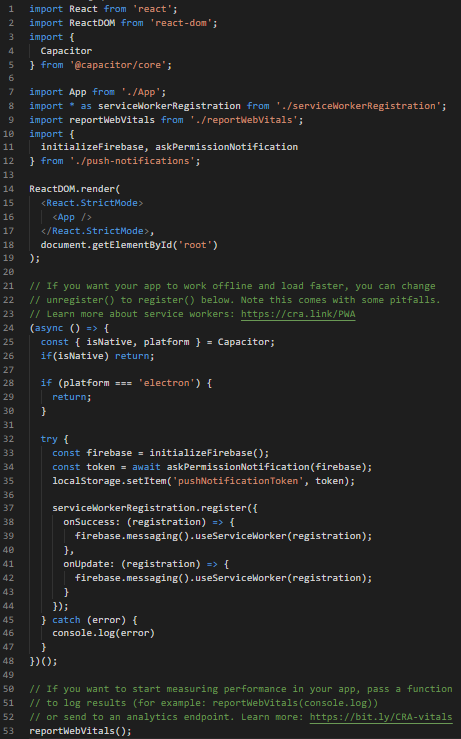 1 import React from 'react';
2 import ReactDOM from 'react-dom';
3 import {
4   Capacitor
5 } from '@capacitor/core';
6
7 import App from './App';
8 import * as serviceWorkerRegistration from './serviceWorkerRegistration';
9 import reportWebVitals from './reportWebVitals';
10 import {
11   initializeFirebase, askPermissionNotification
12 } from './push-notifications';
13
14 ReactDOM.render(
15   <React.StrictMode>
16     <App />
17   </React.StrictMode>,
18   document.getElementById('root')
19 );
20
21 // If you want your app to work offline and load faster, you can change
22 // unregister() to register() below. Note this comes with some pitfalls.
23 // Learn more about service workers: https://cra.link/PWA
24 (async () => {
25   const { isNative, platform } = Capacitor;
26   if(isNative) return;
27
28   if (platform === 'electron') {
29     return;
30   }
31
32   try {
33     const firebase = initializeFirebase();
34     const token = await askPermissionNotification(firebase);
35     localStorage.setItem('pushNotificationToken', token);
36
37     serviceWorkerRegistration.register({
38       onSuccess: (registration) => {
39         firebase.messaging().useServiceWorker(registration);
40       },
41       onUpdate: (registration) => {
42         firebase.messaging().useServiceWorker(registration);
43       }
44     });
45   } catch (error) {
46     console.log(error)
47   }
48 })();
49
50 // If you want to start measuring performance in your app, pass a function
51 // to log results (for example: reportWebVitals(console.log))
52 // or send to an analytics endpoint. Learn more: https://bit.ly/CRA-vitals
53 reportWebVitals();